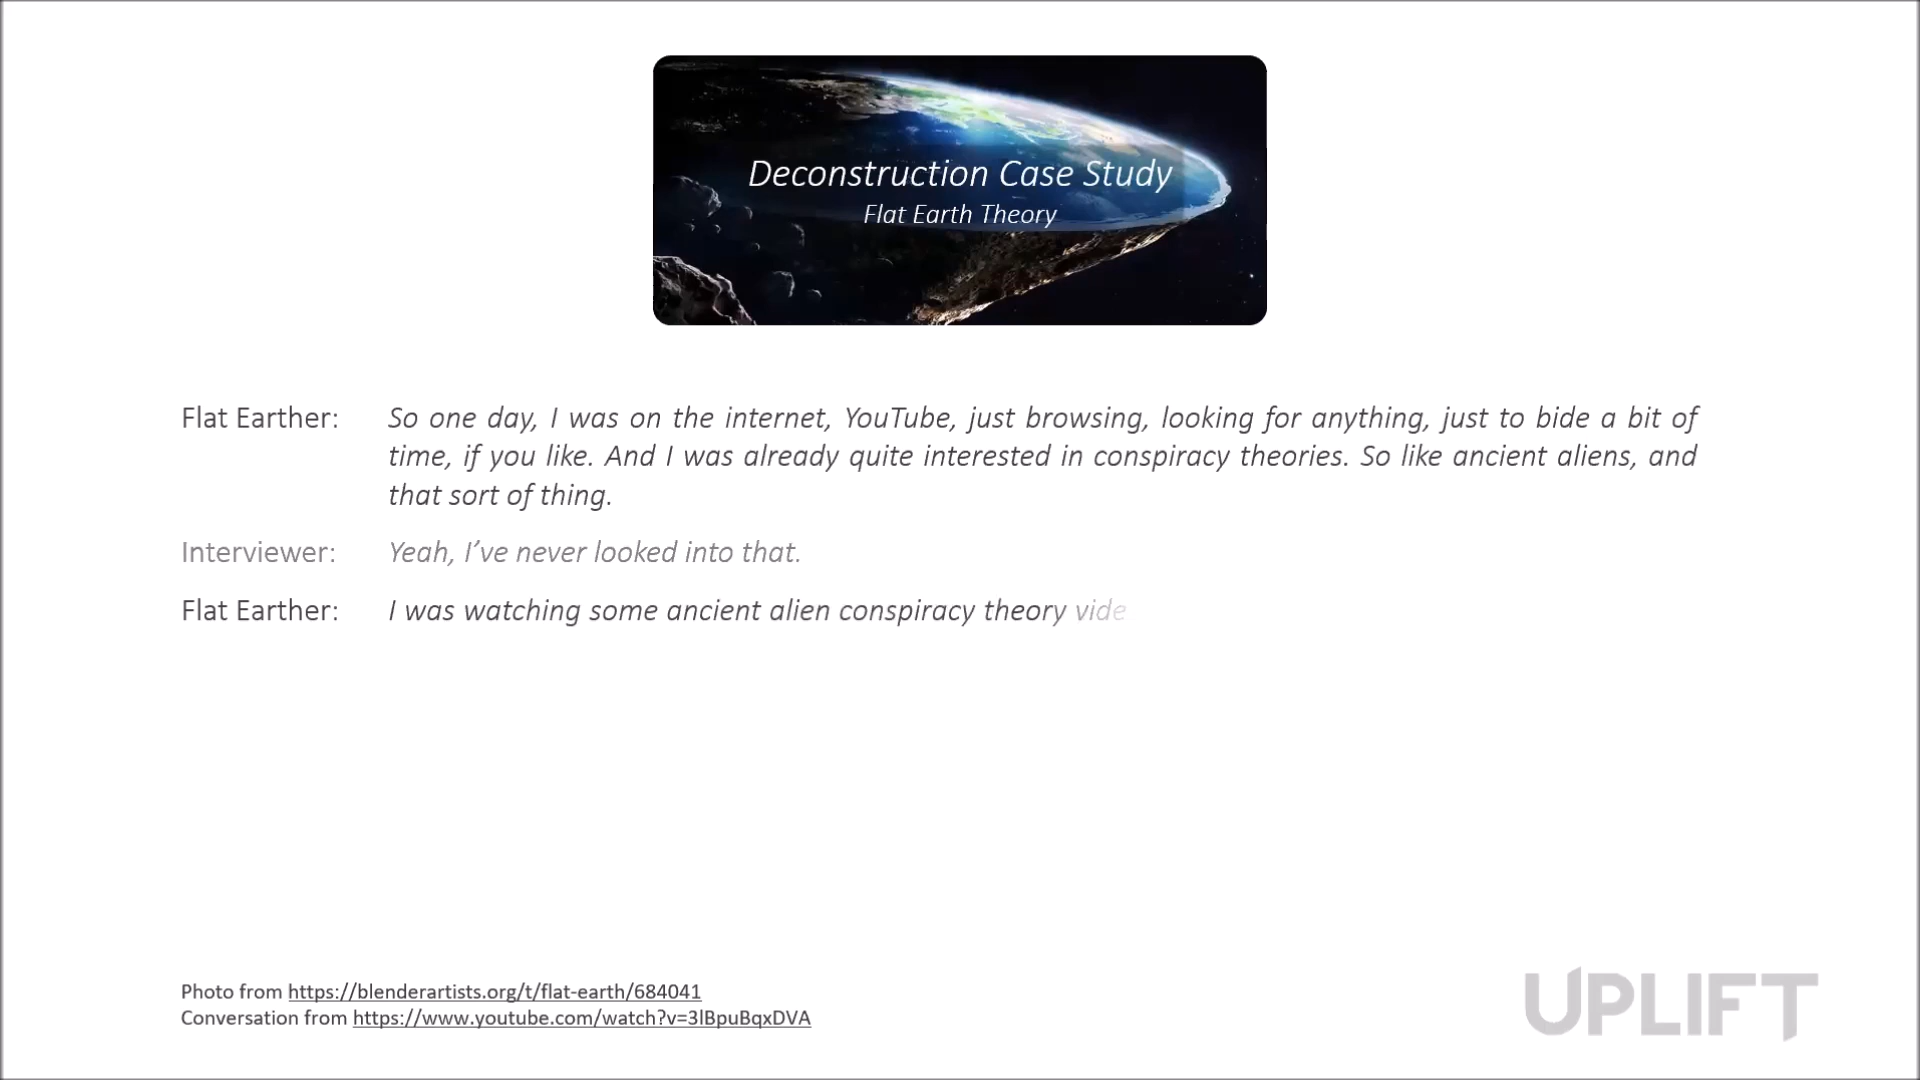 Deconstruction Case Study
Flat Earth Theory
Flat Earther: So one day, I was on the internet, YouTube, just browsing, looking for anything, just to bide a bit of
time, if you like. And I was already quite interested in conspiracy theories. So like ancient aliens, and
that sort of thing.
Interviewer: Yeah, I’ve never looked into that.
Flat Earther: I was watching some ancient alien conspiracy theory vide
Photo from https://blenderartists.org/t/flat-earth/684041
Conversation from https://www.youtube.com/watch?v=3lBpuBqxDVA
UPLIFT